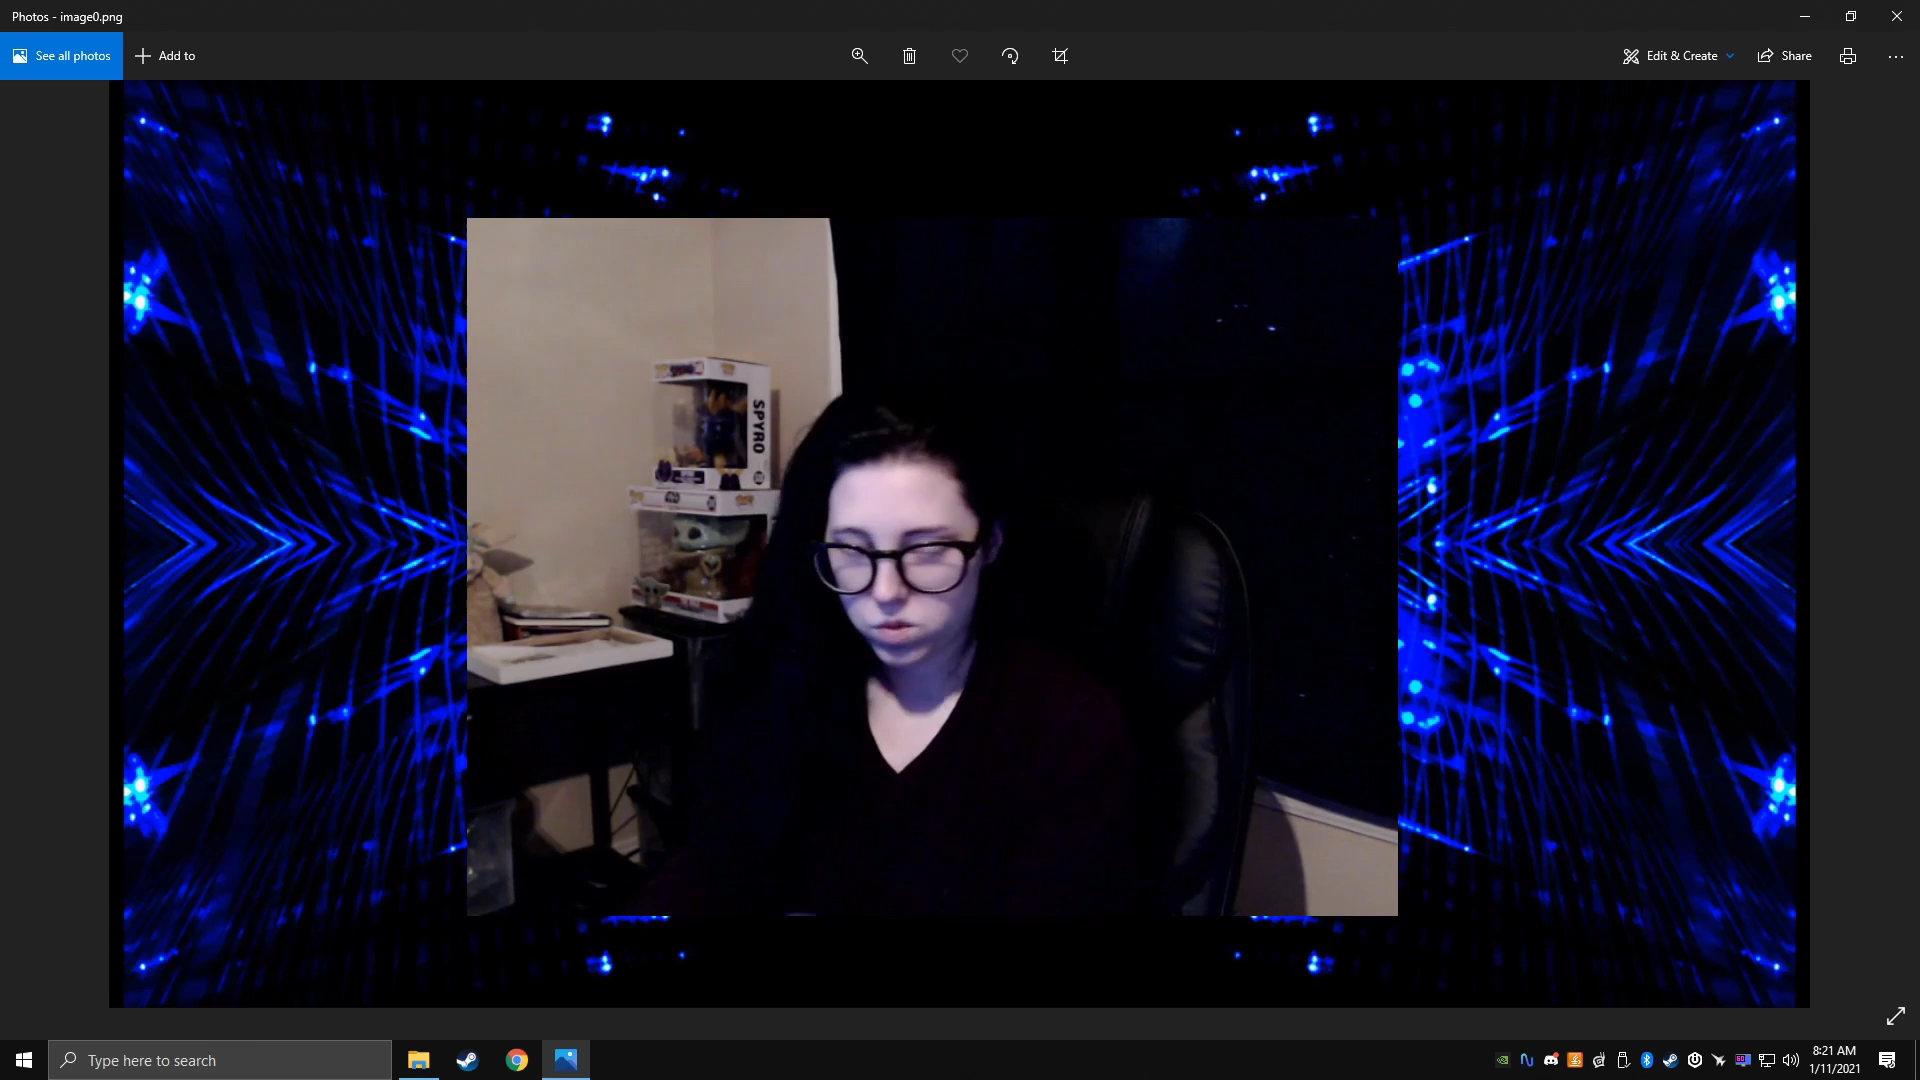 Photos - image0.png
See all photos
Add to
Edit & Create
Share
SPYRO
Type here to search
8:21 AM
1/11/2021